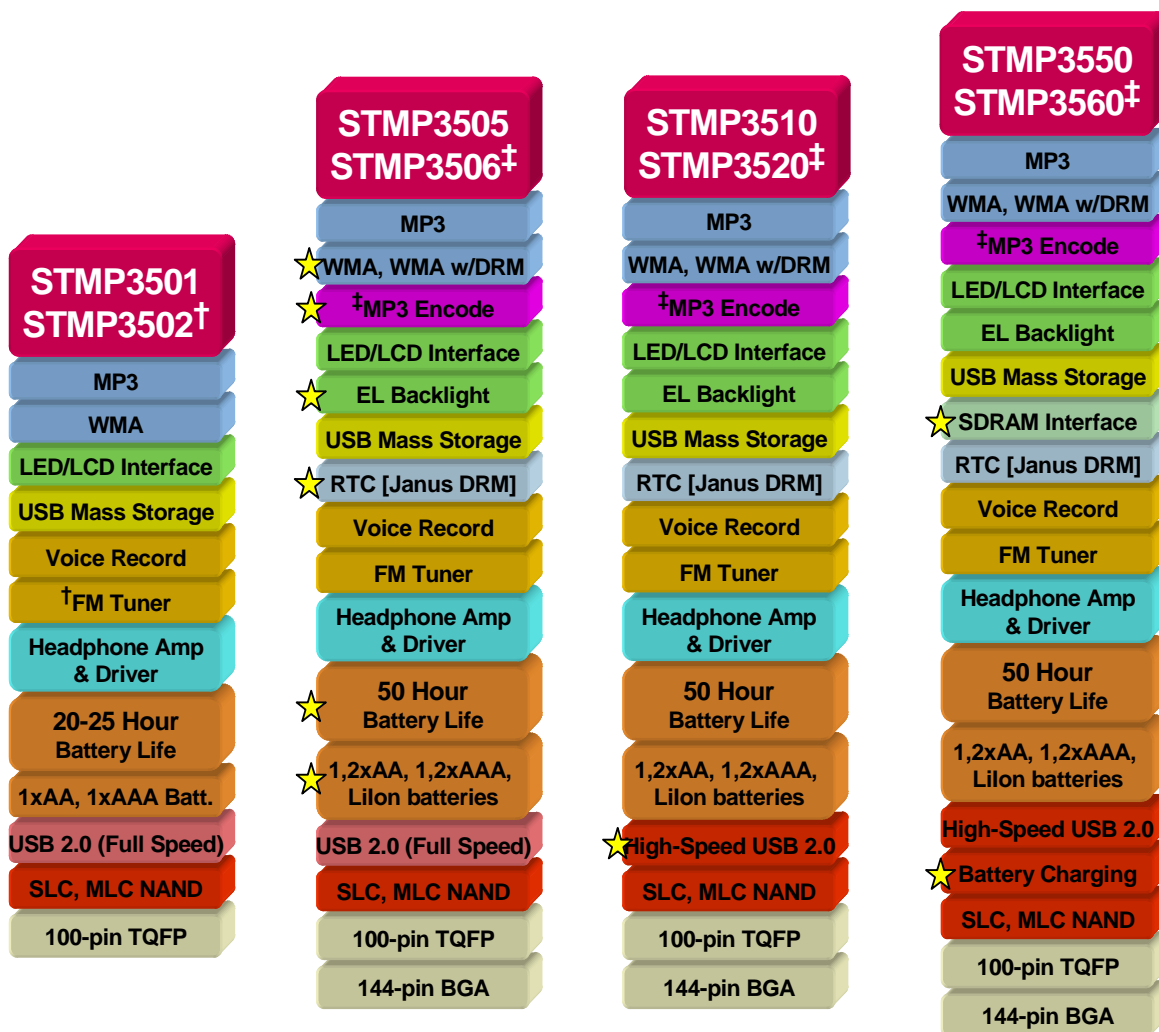 STMP3501
STMP3502†
MP3
WMA
LED/LCD Interface
USB Mass Storage
Voice Record
†FM Tuner
Headphone Amp
& Driver
20-25 Hour
Battery Life
1xAA, 1xAAA Batt.
USB 2.0 (Full Speed)
SLC, MLC NAND
100-pin TQFP
STMP3505
STMP3506‡
MP3
WMA, WMA w/DRM
‡MP3 Encode
LED/LCD Interface
EL Backlight
USB Mass Storage
RTC [Janus DRM]
Voice Record
FM Tuner
Headphone Amp
& Driver
50 Hour
Battery Life
1,2xAA, 1,2xAAA,
LiIon batteries
USB 2.0 (Full Speed)
SLC, MLC NAND
100-pin TQFP
144-pin BGA
STMP3510
STMP3520‡
MP3
WMA, WMA w/DRM
‡MP3 Encode
LED/LCD Interface
EL Backlight
USB Mass Storage
RTC [Janus DRM]
Voice Record
FM Tuner
Headphone Amp
& Driver
50 Hour
Battery Life
1,2xAA, 1,2xAAA,
LiIon batteries
High-Speed USB 2.0
SLC, MLC NAND
100-pin TQFP
144-pin BGA
STMP3550
STMP3560‡
MP3
WMA, WMA w/DRM
‡MP3 Encode
LED/LCD Interface
EL Backlight
USB Mass Storage
SDRAM Interface
RTC [Janus DRM]
Voice Record
FM Tuner
Headphone Amp
& Driver
50 Hour
Battery Life
1,2xAA, 1,2xAAA,
LiIon batteries
High-Speed USB 2.0
Battery Charging
SLC, MLC NAND
100-pin TQFP
144-pin BGA